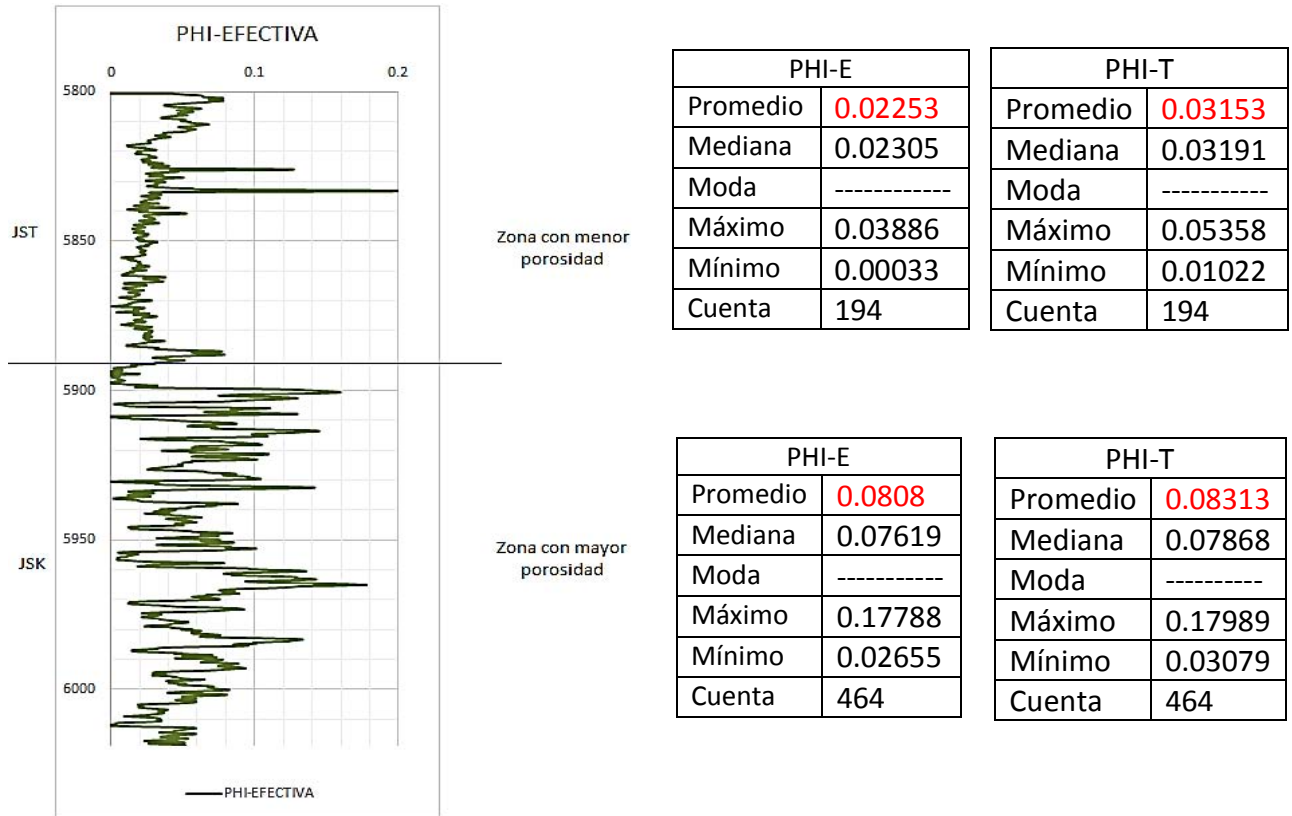 PHI-EFECTIVA
0 0.1 0.2
5800
5850
5900
5950
6000
JST
JSK
Zona con menor
porosidad
Zona con mayor
porosidad
PHI-EFECTIVA
PHI-E
Promedio 0.02253
Mediana 0.02305
Moda ------------
Máximo 0.03886
Mínimo 0.00033
Cuenta 194
PHI-T
Promedio 0.03153
Mediana 0.03191
Moda -----------
Máximo 0.05358
Mínimo 0.01022
Cuenta 194
PHI-E
Promedio 0.0808
Mediana 0.07619
Moda -----------
Máximo 0.17788
Mínimo 0.02655
Cuenta 464
PHI-T
Promedio 0.08313
Mediana 0.07868
Moda ----------
Máximo 0.17989
Mínimo 0.03079
Cuenta 464